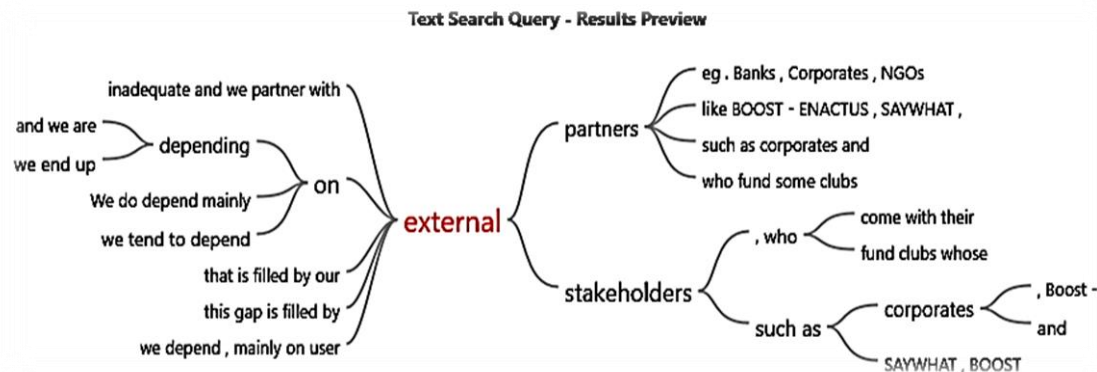 Text Search Query - Results Preview
inadequate and we partner with
and we are
we end up
depending
We do depend mainly
we tend to depend
on
that is filled by our
this gap is filled by
we depend , mainly on user
external
partners
eg . Banks , Corporates , NGOs
like BOOST - ENACTUS , SAYWHAT ,
such as corporates and
who fund some clubs
stakeholders
, who
come with their
fund clubs whose
such as
corporates
, Boost -
and
SAYWHAT , BOOST